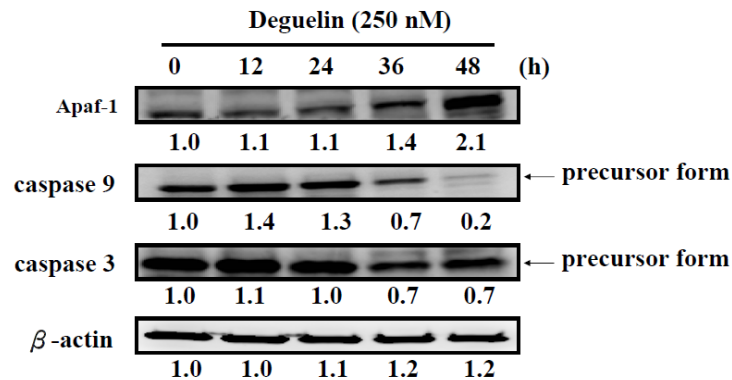 Deguelin (250 nM)
0 12 24 36 48 (h)
Apaf-1
1.0 1.1 1.1 1.4 2.1
caspase 9 precursor form
1.0 1.4 1.3 0.7 0.2
caspase 3 precursor form
1.0 1.1 1.0 0.7 0.7
β-actin
1.0 1.0 1.1 1.2 1.2